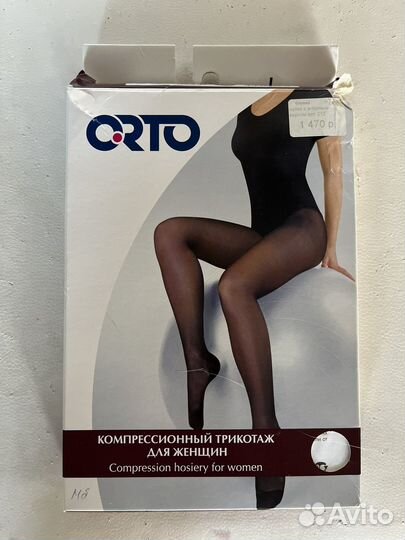 ORTO
1 470 р.
КОМПРЕССИОННЫЙ ТРИКОТАЖ
ДЛЯ ЖЕНЩИН
Compression hosiery for women
Avito